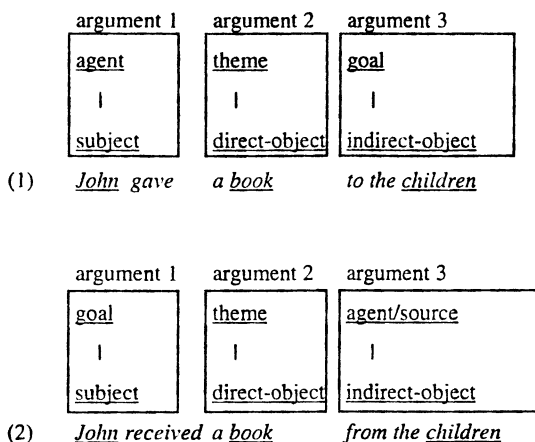 argument 1 argument 2 argument 3
agent theme goal
subject direct-object indirect-object
(1) John gave a book to the children
argument 1 argument 2 argument 3
goal theme agent/source
subject direct-object indirect-object
(2) John received a book from the children